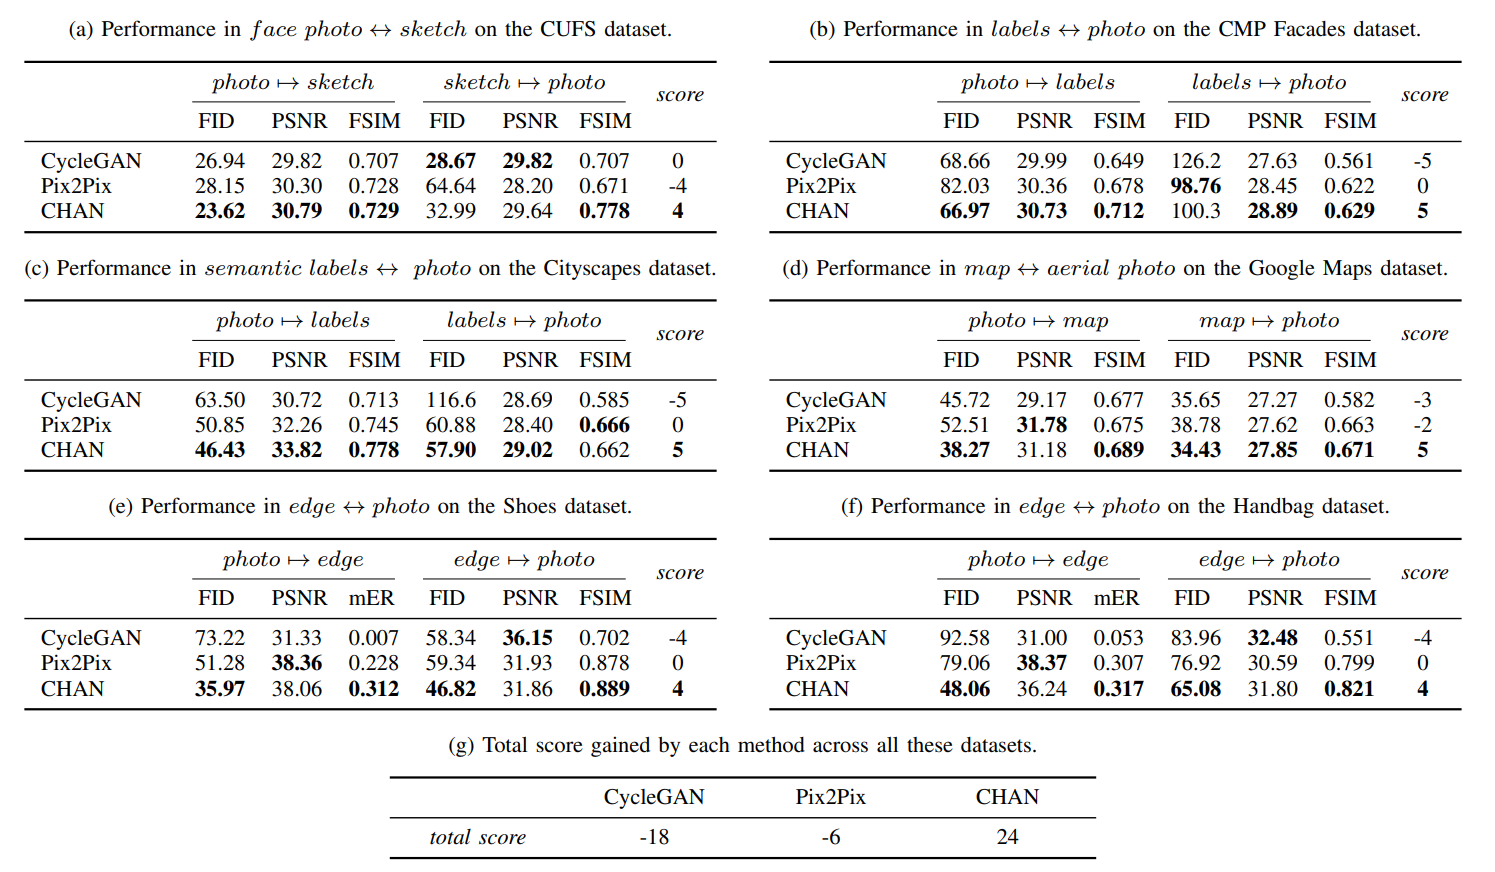 (a) Performance in face photo ↔ sketch on the CUFS dataset.
photo ↦ sketch sketch ↦ photo score
FID PSNR FSIM FID PSNR FSIM
CycleGAN 26.94 29.82 0.707 28.67 29.82 0.707 0
Pix2Pix 28.15 30.30 0.728 64.64 28.20 0.671 -4
CHAN 23.62 30.79 0.729 32.99 29.64 0.778 4
(b) Performance in labels ↔ photo on the CMP Facades dataset.
photo ↦ labels labels ↦ photo score
FID PSNR FSIM FID PSNR FSIM
CycleGAN 68.66 29.99 0.649 126.2 27.63 0.561 -5
Pix2Pix 82.03 30.36 0.678 98.76 28.45 0.622 0
CHAN 66.97 30.73 0.712 100.3 28.89 0.629 5
(c) Performance in semantic labels ↔ photo on the Cityscapes dataset.
photo ↦ labels labels ↦ photo score
FID PSNR FSIM FID PSNR FSIM
CycleGAN 63.50 30.72 0.713 116.6 28.69 0.585 -5
Pix2Pix 50.85 32.26 0.745 60.88 28.40 0.666 0
CHAN 46.43 33.82 0.778 57.90 29.02 0.662 5
(d) Performance in map ↔ aerial photo on the Google Maps dataset.
photo ↦ map map ↦ photo score
FID PSNR FSIM FID PSNR FSIM
CycleGAN 45.72 29.17 0.677 35.65 27.27 0.582 -3
Pix2Pix 52.51 31.78 0.675 38.78 27.62 0.663 -2
CHAN 38.27 31.18 0.689 34.43 27.85 0.671 5
(e) Performance in edge ↔ photo on the Shoes dataset.
photo ↦ edge edge ↦ photo score
FID PSNR mER FID PSNR FSIM
CycleGAN 73.22 31.33 0.007 58.34 36.15 0.702 -4
Pix2Pix 51.28 38.36 0.228 59.34 31.93 0.878 0
CHAN 35.97 38.06 0.312 46.82 31.86 0.889 4
(f) Performance in edge ↔ photo on the Handbag dataset.
photo ↦ edge edge ↦ photo score
FID PSNR mER FID PSNR FSIM
CycleGAN 92.58 31.00 0.053 83.96 32.48 0.551 -4
Pix2Pix 79.06 38.37 0.307 76.92 30.59 0.799 0
CHAN 48.06 36.24 0.317 65.08 31.80 0.821 4
(g) Total score gained by each method across all these datasets.
CycleGAN Pix2Pix CHAN
total score -18 -6 24